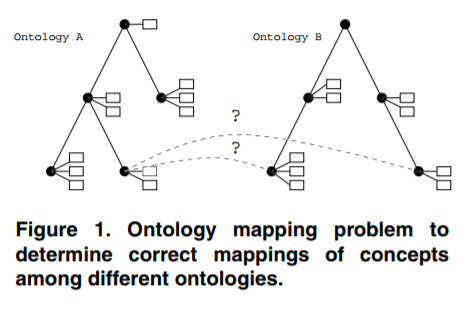 Ontology A
Ontology B
?
?
Figure 1. Ontology mapping problem to
determine correct mappings of concepts
among different ontologies.